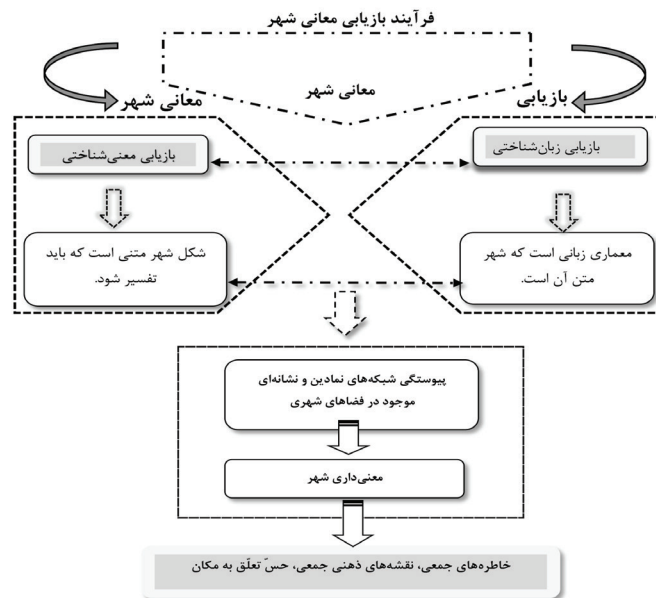 فرآیند بازیابی معانی شهر
معانی شهر
بازیابی
معانی شهر
بازیابی زبان‌شناختی
بازیابی معنی‌شناختی
معماری زبانی است که شهر
متن آن است.
شکل شهر متنی است که باید
تفسیر شود.
پیوستگی شبکه‌های نمادین و نشانه‌ای
موجود در فضاهای شهری
معنی‌داری شهر
خاطره‌های جمعی، نقشه‌های ذهنی جمعی، حسّ تعلّق به مکان